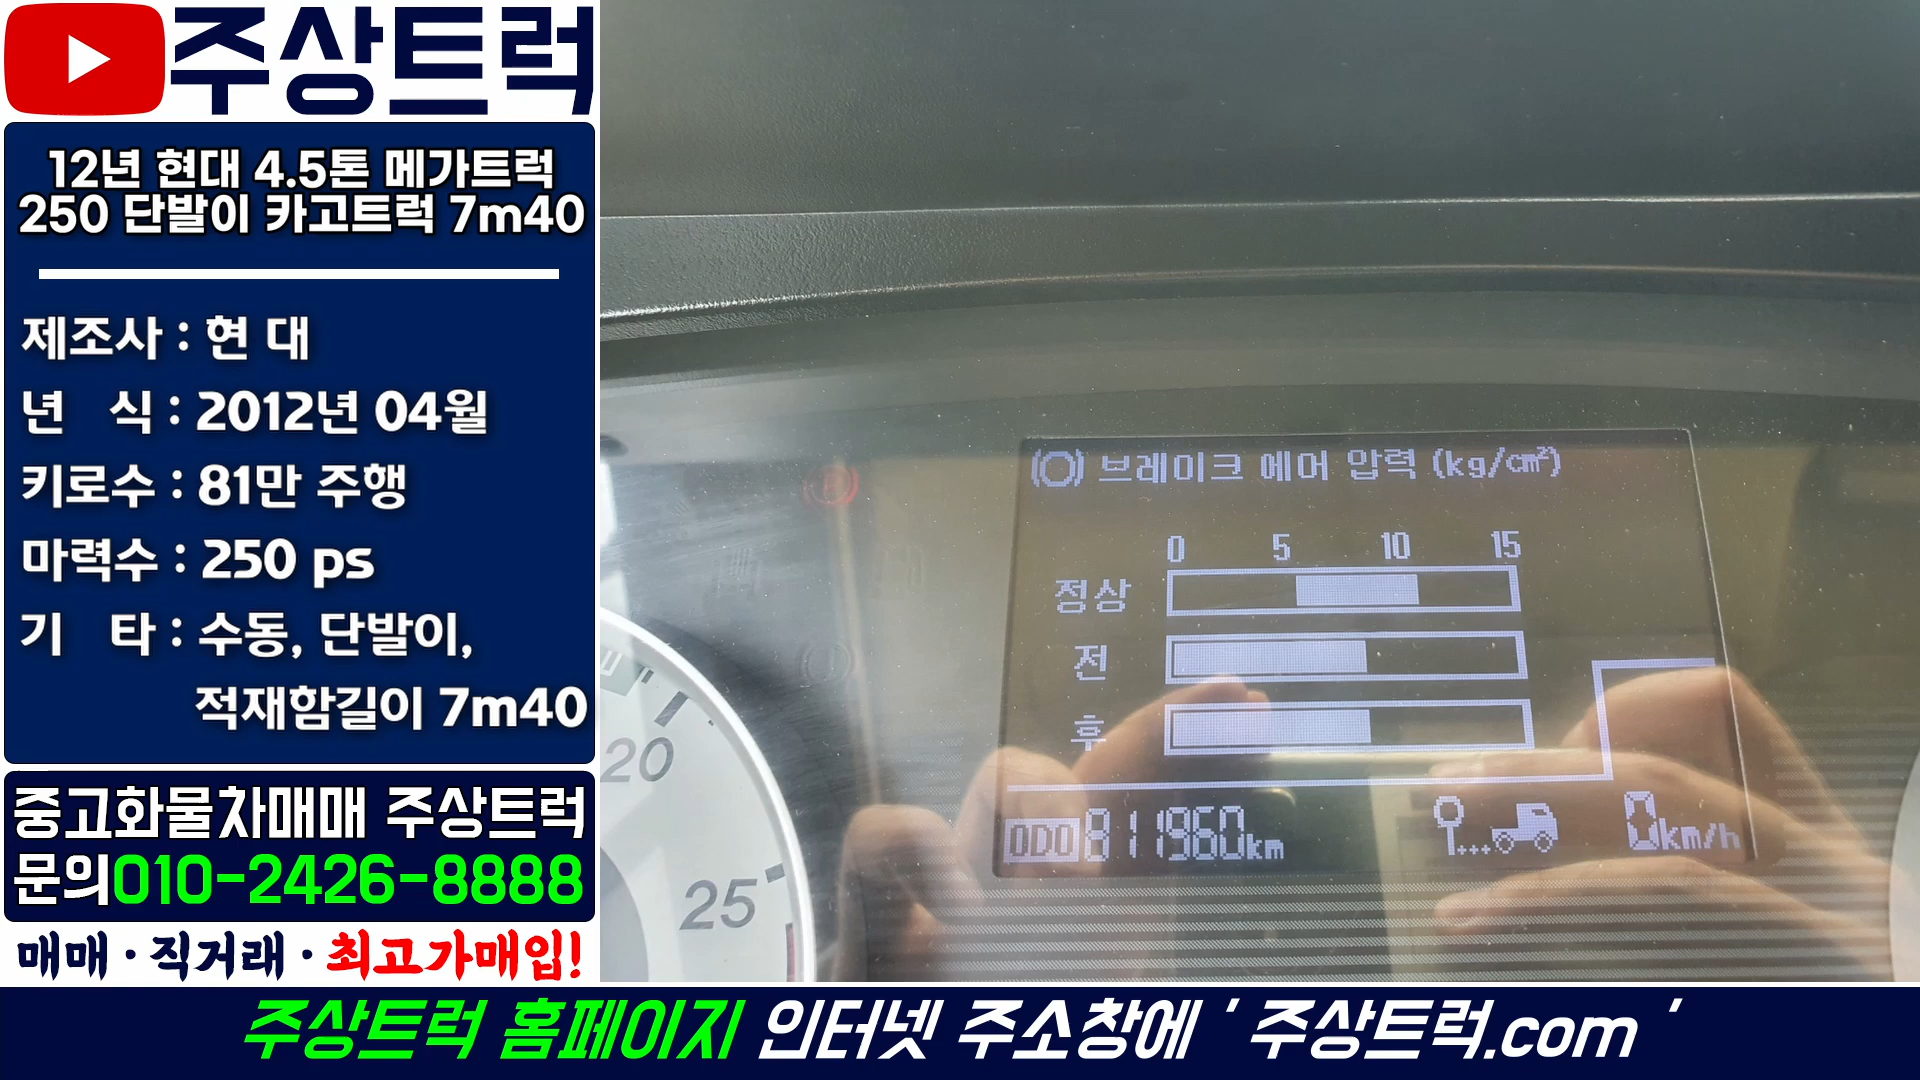 주상트럭
12년 현대 4.5톤 메가트럭
250 단발이 카고트럭 7m40
제조사 : 현 대
년 식 : 2012년 04월
키로수 : 81만 주행
마력수 : 250 ps
기 타 : 수동, 단발이,
적재함길이 7m40
중고화물차매매 주상트럭
문의010-2426-8888
매매 · 직거래 · 최고가매입!
브레이크 에어 압력 (kg/cm²)
0 5 10 15
정상
전
후
ODO 811960km
0km/h
20
25
주상트럭 홈페이지 인터넷 주소창에 ' 주상트럭.com '